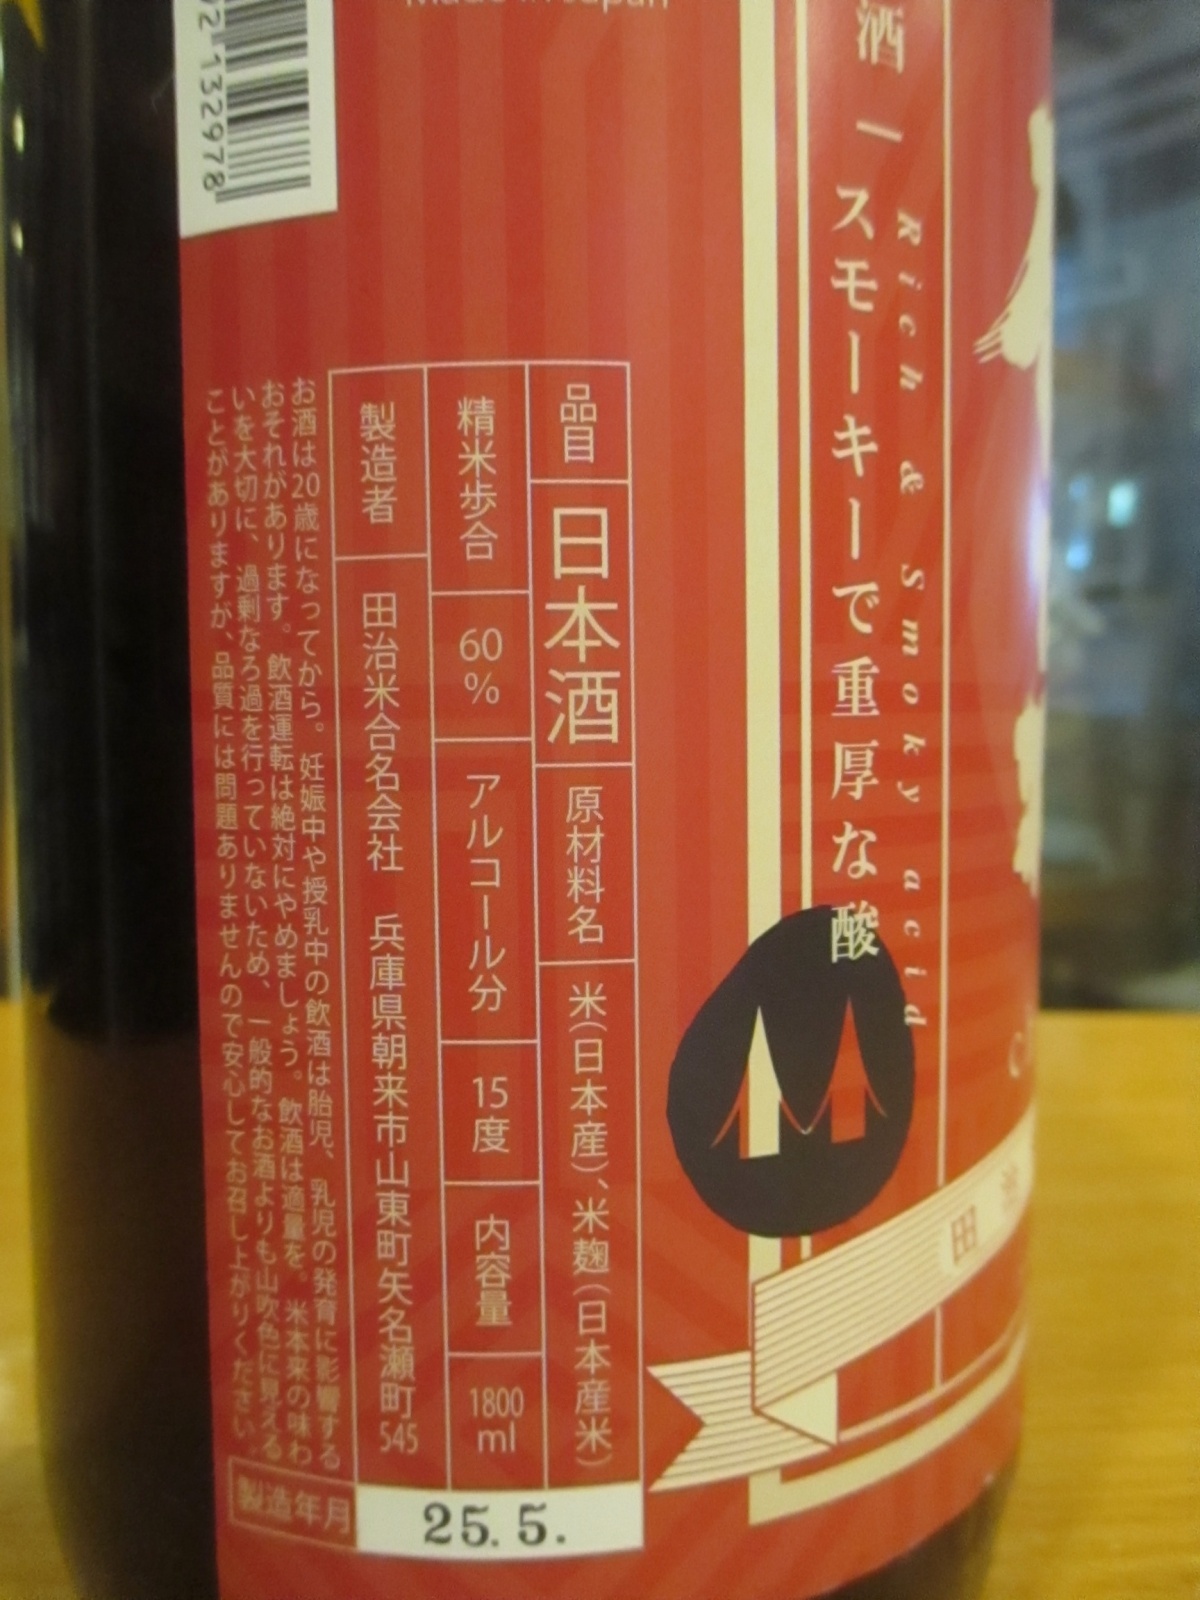 Made in Japan
132978
酒｜スモーキーで重厚な酸
Rich & Smoky acid
田
品目
日本酒
原材料名
米(日本産)、米麹(日本産米)
精米歩合
60%
アルコール分
15度
内容量
1800ml
製造者
田治米合名会社 兵庫県朝来市山東町矢名瀬町545
お酒は20歳になってから。妊娠中や授乳中の飲酒は胎児、乳児の発育に影響する
おそれがあります。飲酒運転は絶対にやめましょう。飲酒は適量を。米本来の味わ
いを大切に、過剰なろ過を行っていないため、一般的なお酒よりも山吹色に見える
ことがありますが、品質には問題ありませんので安心してお召し上がりください。
製造年月
25.5.